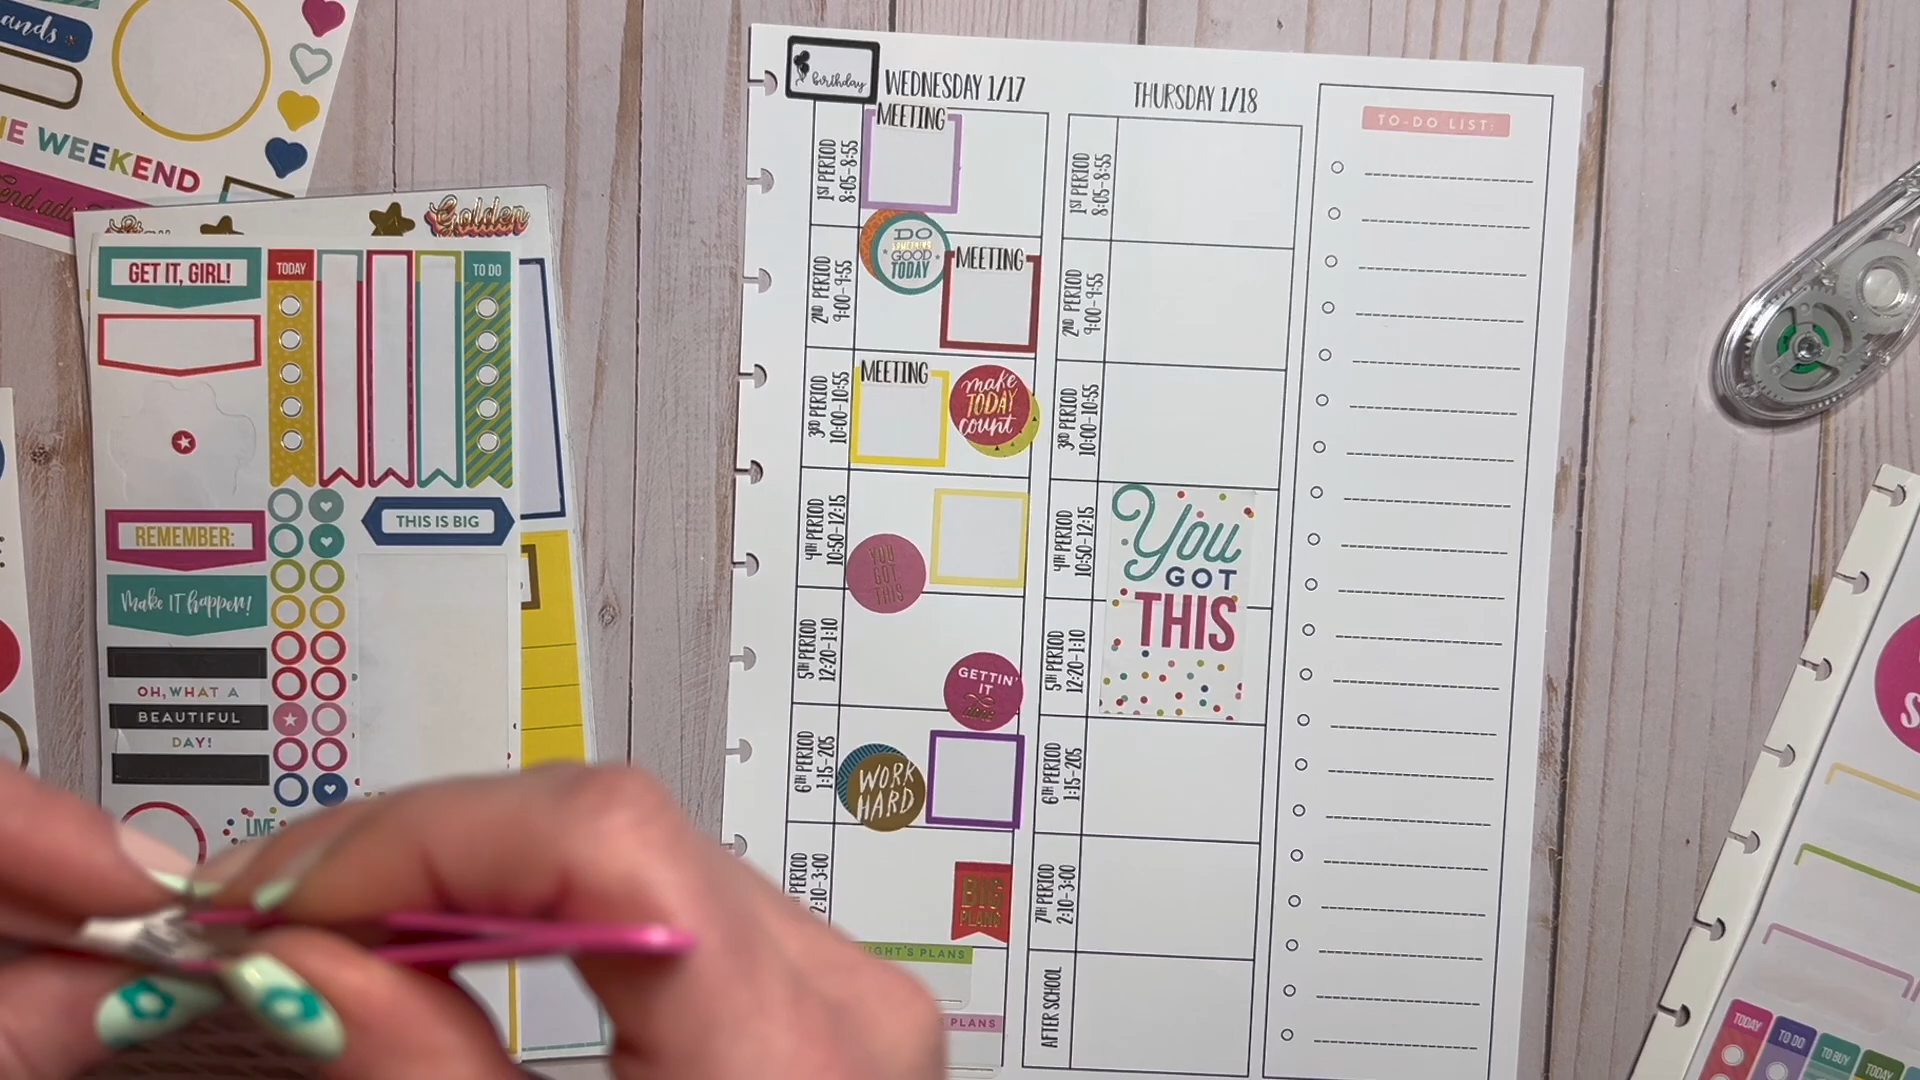 ands
THE WEEKEND
Golden
GET IT, GIRL!
TODAY
TO DO
REMEMBER:
THIS IS BIG
Make IT happen!
OH, WHAT A
BEAUTIFUL
DAY!
LIVE
birthday
WEDNESDAY 1/17
THURSDAY 1/18
TO-DO LIST:
MEETING
1ST PERIOD
8:05-8:55
DO
SOMETHING
GOOD
TODAY
MEETING
2ND PERIOD
9:00-9:55
MEETING
make
TODAY
count
3RD PERIOD
10:00-10:55
4TH PERIOD
10:50-12:15
YOU
GOT
THIS
5TH PERIOD
12:20-1:10
GETTIN'
IT
DONE
6TH PERIOD
1:15-205
WORK
HARD
PERIOD
2:10-3:00
BIG
PLANS
IGHT'S PLANS
S PLANS
1ST PERIOD
8:05-8:55
2ND PERIOD
9:00-9:55
3RD PERIOD
10:00-10:55
4TH PERIOD
10:50-12:15
You
GOT
THIS
5TH PERIOD
12:20-1:10
6TH PERIOD
1:15-205
7TH PERIOD
2:10-3:00
AFTER SCHOOL
S
TODAY
TO DO
TO BUY
TODAY